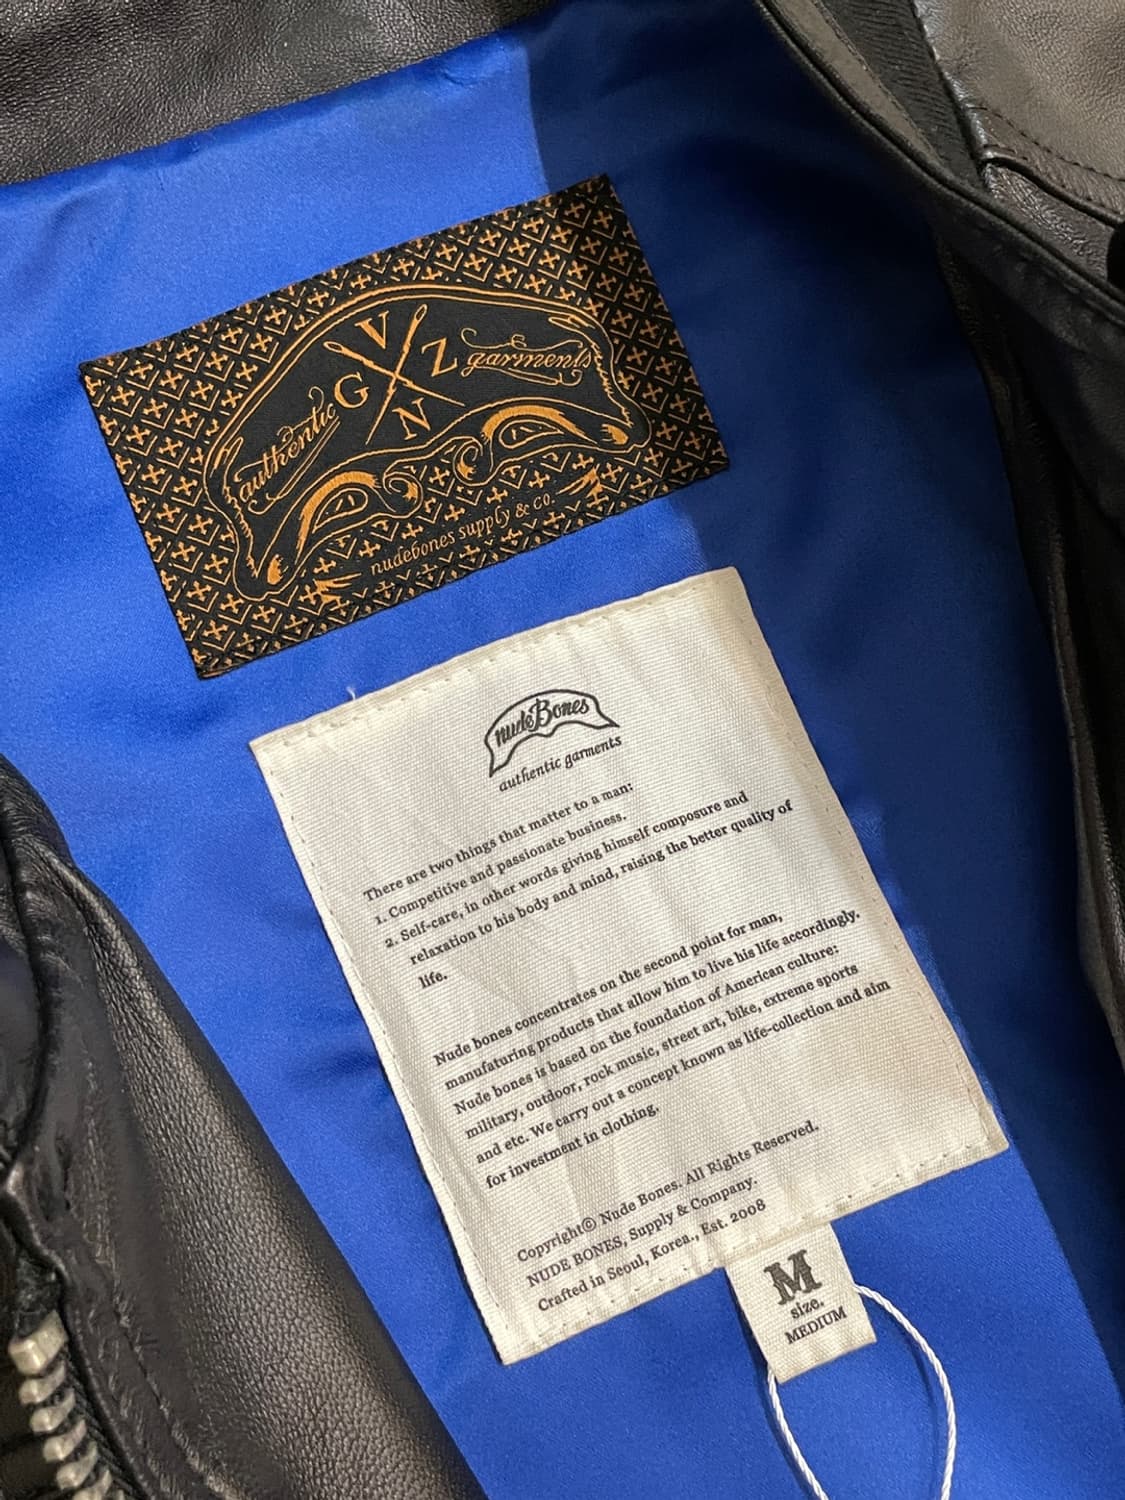 V
G Z
N
authentic
garments
nudebones supply & co.
nudeBones
authentic garments
There are two things that matter to a man:
1. Competitive and passionate business.
2. Self-care, in other words giving himself composure and
relaxation to his body and mind, raising the better quality of
life.
Nude bones concentrates on the second point for man,
manufaturing products that allow him to live his life accordingly.
Nude bones is based on the foundation of American culture:
military, outdoor, rock music, street art, bike, extreme sports
and etc. We carry out a concept known as life-collection and aim
for investment in clothing.
Copyright© Nude Bones. All Rights Reserved.
NUDE BONES, Supply & Company.
Crafted in Seoul, Korea., Est. 2008
M
size.
MEDIUM